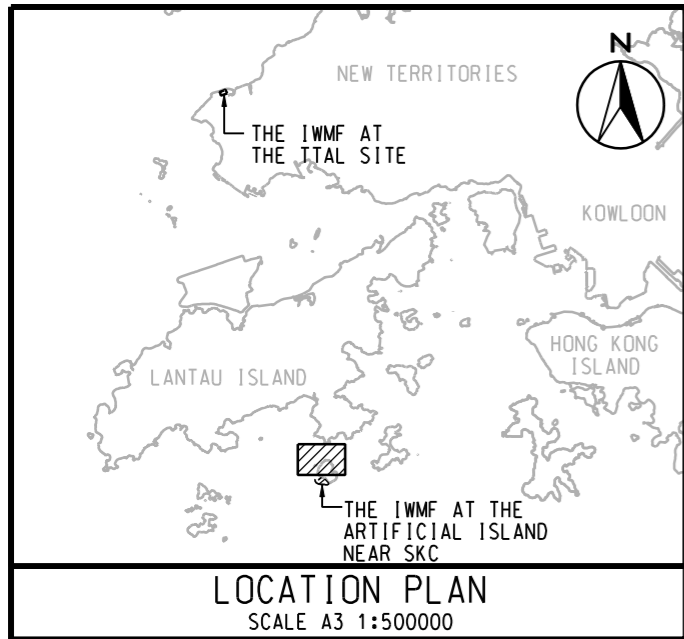 N
NEW TERRITORIES
THE IWMF AT
THE TTAL SITE
KOWLOON
HONG KONG
ISLAND
LANTAU ISLAND
THE IWMF AT THE
ARTIFICIAL ISLAND
NEAR SKC
LOCATION PLAN
SCALE A3 1:500000